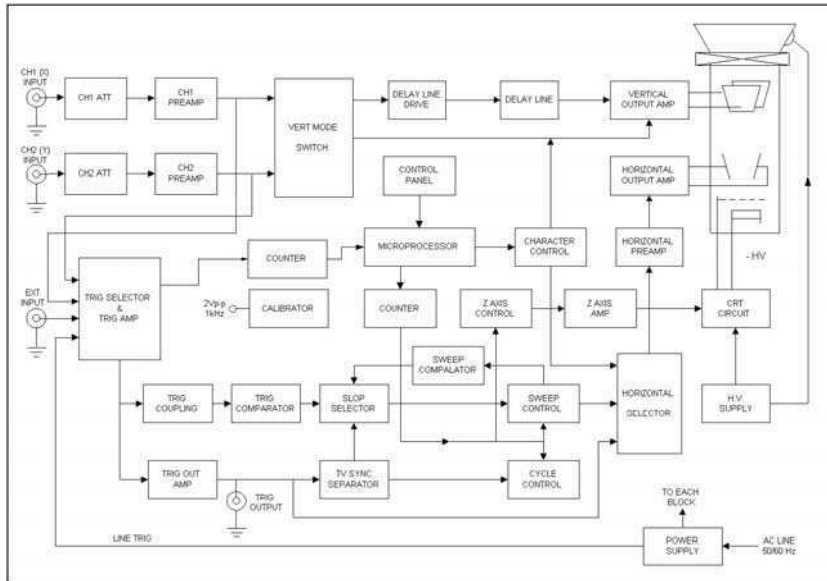 CH1 (X)
INPUT
CH1 ATT
CH1
PREAMP
VERT MODE
SWITCH
DELAY LINE
DRIVE
DELAY LINE
VERTICAL
OUTPUT AMP
CH2 (Y)
INPUT
CH2 ATT
CH2
PREAMP
CONTROL
PANEL
HORIZONTAL
OUTPUT AMP
COUNTER
MICROPROCESSOR
CHARACTER
CONTROL
HORIZONTAL
PREAMP
- HV
EXT
INPUT
TRIG SELECTOR
&
TRIG AMP
2Vp-p
1kHz
CALIBRATOR
COUNTER
Z AXIS
CONTROL
Z AXIS
AMP
CRT
CIRCUIT
SWEEP
COMPALATOR
TRIG
COUPLING
TRIG
COMPARATOR
SLOP
SELECTOR
SWEEP
CONTROL
HORIZONTAL
SELECTOR
H.V.
SUPPLY
TRIG OUT
AMP
TRIG
OUTPUT
TV SYNC
SEPARATOR
CYCLE
CONTROL
TO EACH
BLOCK
LINE TRIG
POWER
SUPPLY
AC LINE
50/60 Hz